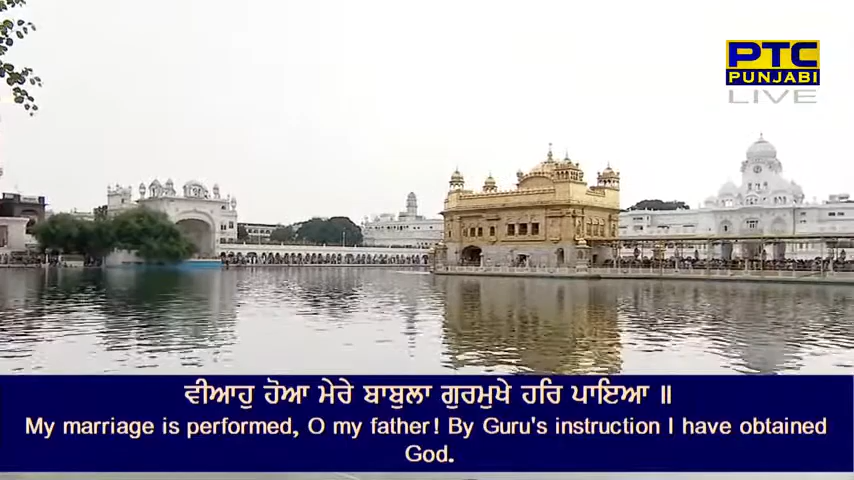 PTC
PUNJABI
LIVE
ਵੀਆਹੁ ਹੋਆ ਮੇਰੇ ਬਾਬੁਲਾ ਗੁਰਮੁਖੇ ਹਰਿ ਪਾਇਆ ॥
My marriage is performed, O my father! By Guru's instruction I have obtained
God.